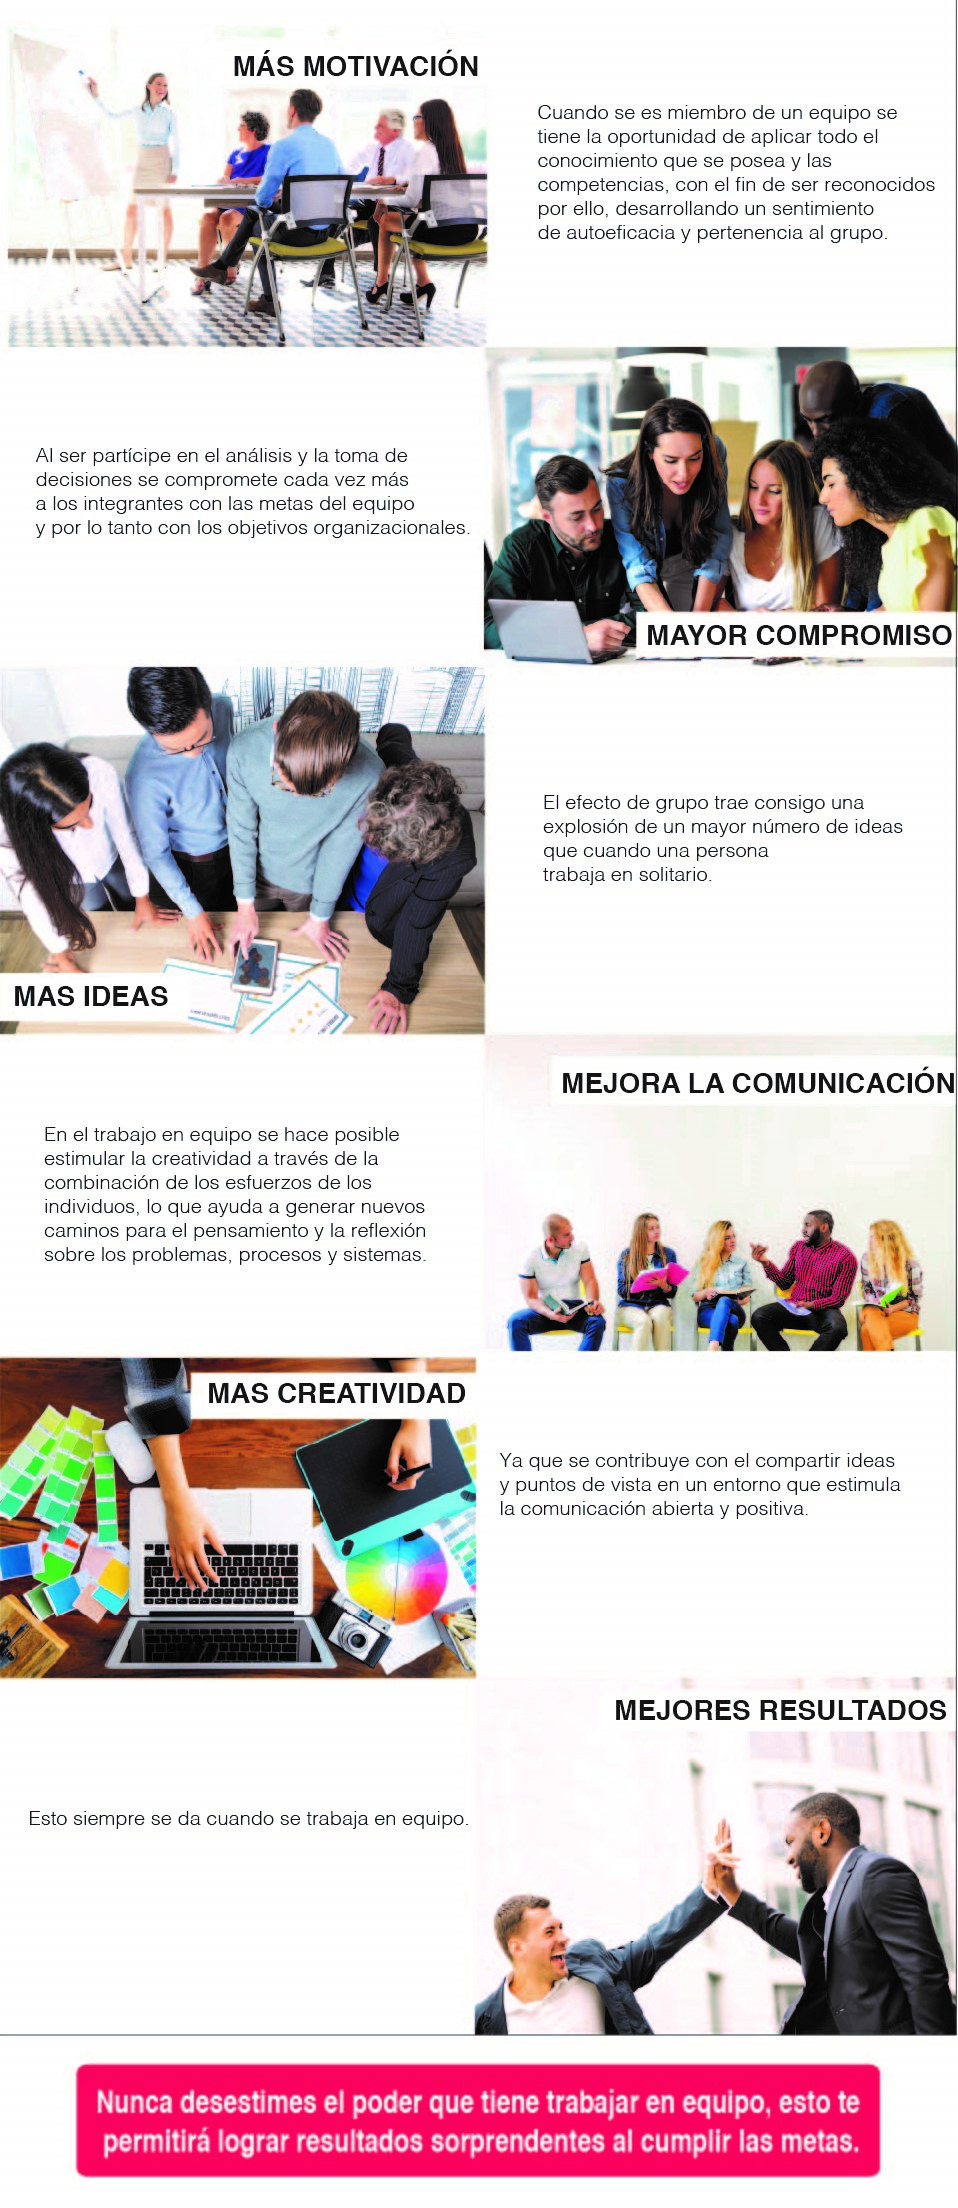 MÁS MOTIVACIÓN
Cuando se es miembro de un equipo se
tiene la oportunidad de aplicar todo el
conocimiento que se posea y las
competencias, con el fin de ser reconocidos
por ello, desarrollando un sentimiento
de autoeficacia y pertenencia al grupo.
Al ser partícipe en el análisis y la toma de
decisiones se compromete cada vez más
a los integrantes con las metas del equipo
y por lo tanto con los objetivos organizacionales.
MAYOR COMPROMISO
El efecto de grupo trae consigo una
explosión de un mayor número de ideas
que cuando una persona
trabaja en solitario.
MAS IDEAS
MEJORA LA COMUNICACIÓN
En el trabajo en equipo se hace posible
estimular la creatividad a través de la
combinación de los esfuerzos de los
individuos, lo que ayuda a generar nuevos
caminos para el pensamiento y la reflexión
sobre los problemas, procesos y sistemas.
MAS CREATIVIDAD
Ya que se contribuye con el compartir ideas
y puntos de vista en un entorno que estimula
la comunicación abierta y positiva.
MEJORES RESULTADOS
Esto siempre se da cuando se trabaja en equipo.
Nunca desestimes el poder que tiene trabajar en equipo, esto te
permitirá lograr resultados sorprendentes al cumplir las metas.